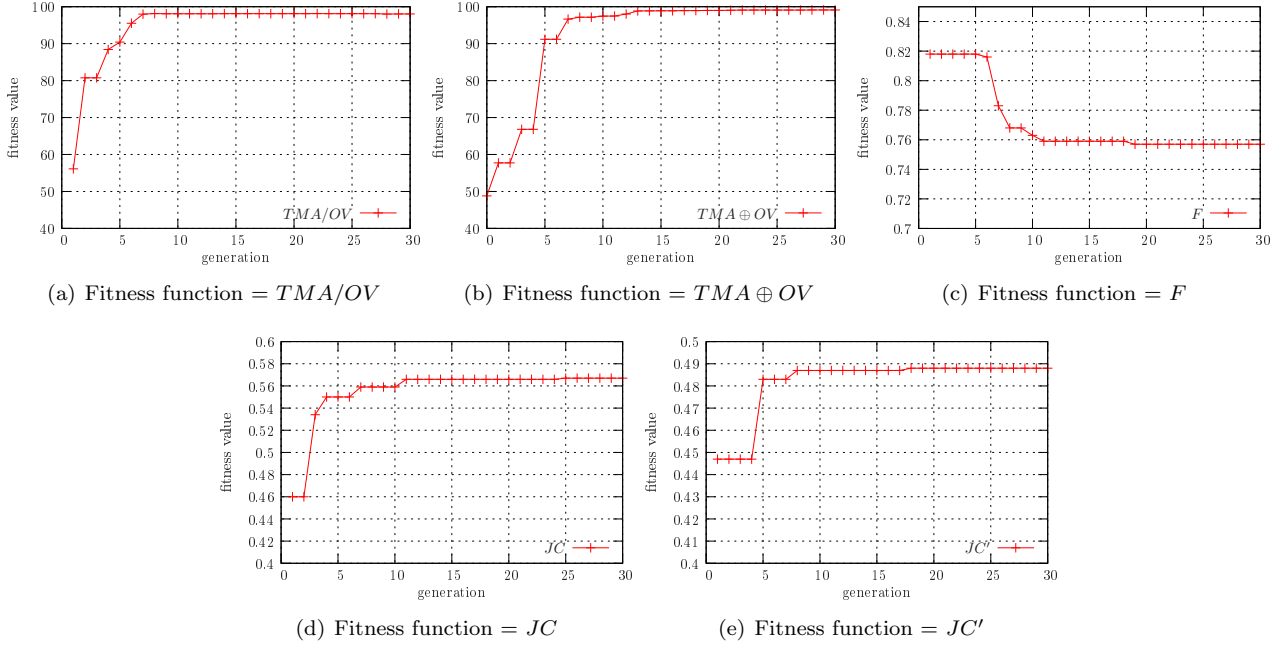 100
90
80
70
60
50
40
0 5 10 15 20 25 30
fitness value
generation
TMA/OV
(a) Fitness function = TMA/OV
100
90
80
70
60
50
40
0 5 10 15 20 25 30
fitness value
generation
TMA ⊕ OV
(b) Fitness function = TMA ⊕ OV
0.84
0.82
0.8
0.78
0.76
0.74
0.72
0.7
0 5 10 15 20 25 30
fitness value
generation
F
(c) Fitness function = F
0.6
0.58
0.56
0.54
0.52
0.5
0.48
0.46
0.44
0.42
0.4
0 5 10 15 20 25 30
fitness value
generation
JC
(d) Fitness function = JC
0.5
0.49
0.48
0.47
0.46
0.45
0.44
0.43
0.42
0.41
0.4
0 5 10 15 20 25 30
fitness value
generation
JC′
(e) Fitness function = JC′